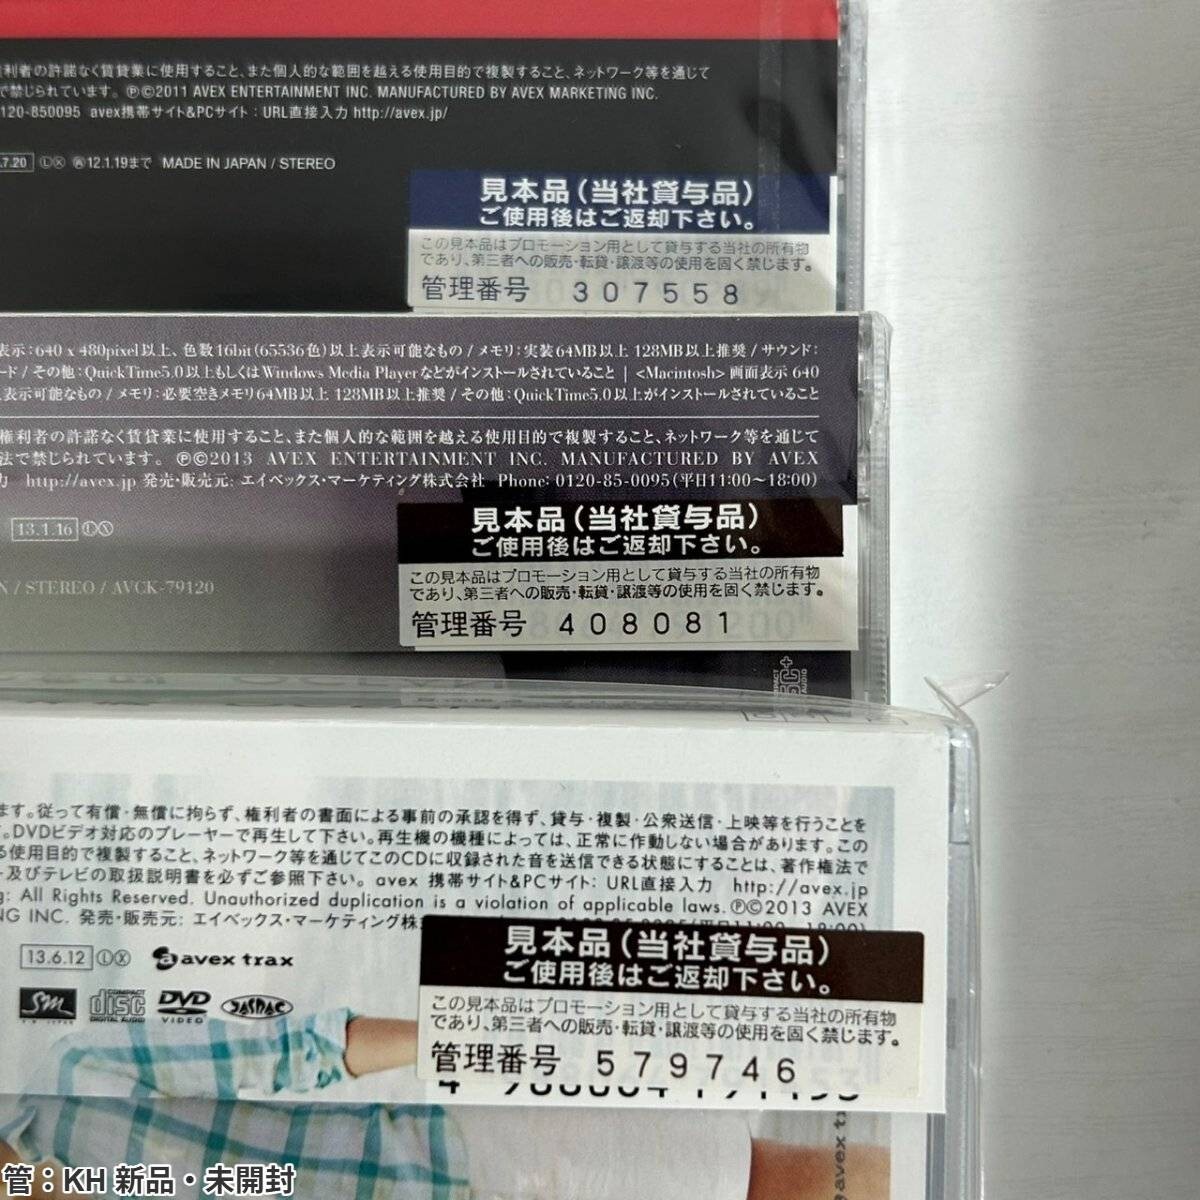 利者の許諾なく賃貸業に使用すること、また個人的な範囲を越える使用目的で複製すること、ネットワーク等を通じて
で禁じられています。 ℗©2011 AVEX ENTERTAINMENT INC. MANUFACTURED BY AVEX MARKETING INC.
120-850095 avex携帯サイト&PCサイト：URL直接入力 http://avex.jp/
.7.20 Ⓛⓧ 12.1.19まで MADE IN JAPAN / STEREO
見本品(当社貸与品)
ご使用後はご返却下さい。
この見本品はプロモーション用として貸与する当社の所有物
であり、第三者への販売・転貸・譲渡等の使用を固く禁じます。
管理番号 307558
表示：640 x 480pixel以上、色数16bit(65536色)以上表示可能なもの / メモリ：実装64MB以上 128MB以上推奨 / サウンド：
ード / その他：QuickTime5.0以上もしくはWindows Media Playerなどがインストールされていること | <Macintosh> 画面表示 640
表示可能なもの / メモリ：必要空きメモリ64MB以上 128MB以上推奨 / その他：QuickTime5.0以上がインストールされていること
権利者の許諾なく賃貸業に使用すること、また個人的な範囲を越える使用目的で複製すること、ネットワーク等を通じて
法で禁じられています。 ℗©2013 AVEX ENTERTAINMENT INC. MANUFACTURED BY AVEX
力 http://avex.jp 発売・販売元: エイベックス・マーケティング株式会社 Phone: 0120-85-0095(平日11:00～18:00)
13.1.16 Ⓛⓧ
N / STEREO / AVCK-79120
見本品(当社貸与品)
ご使用後はご返却下さい。
この見本品はプロモーション用として貸与する当社の所有物
であり、第三者への販売・転貸・譲渡等の使用を固く禁じます。
管理番号 408081
ます。従って有償・無償に拘らず、権利者の書面による事前の承認を得ず、貸与・複製・公衆送信・上映等を行うことを
。DVDビデオ対応のプレーヤーで再生して下さい。再生機の機種によっては、正常に作動しない場合があります。この
る使用目的で複製すること、ネットワーク等を通じてこのCDに収録された音を送信できる状態にすることは、著作権法で
ー及びテレビの取扱説明書を必ずご参照下さい。 avex 携帯サイト&PCサイト: URL直接入力 http://avex.jp
g: All Rights Reserved. Unauthorized duplication is a violation of applicable laws. ℗©2013 AVEX
NG INC. 発売・販売元: エイベックス・マーケティング株
13.6.12 Ⓛⓧ avex trax
SM COMPACT disc DIGITAL AUDIO DVD VIDEO JASRAC
見本品(当社貸与品)
ご使用後はご返却下さい。
この見本品はプロモーション用として貸与する当社の所有物
であり、第三者への販売・転貸・譲渡等の使用を固く禁じます。
管理番号 579746
avex tr
管：KH 新品・未開封